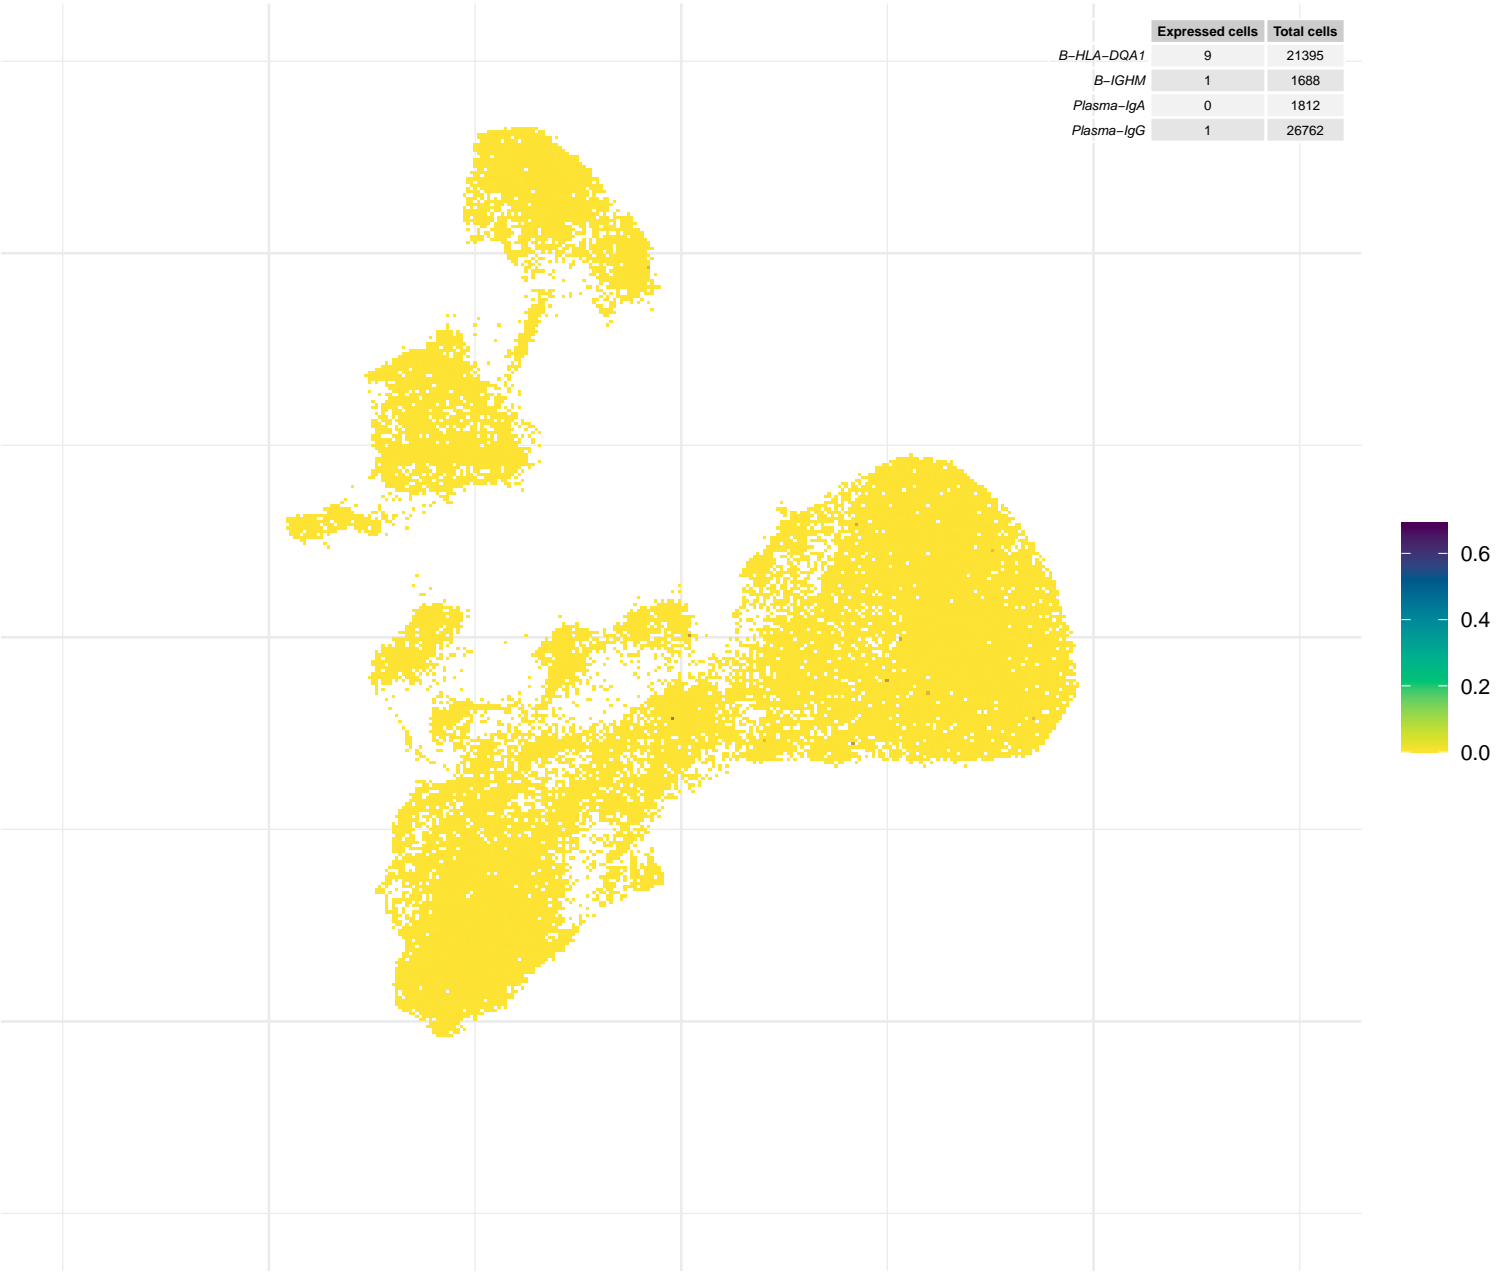 Expressed cells Total cells
B−HLA−DQA1 9 21395
B−IGHM 1 1688
Plasma−IgA 0 1812
Plasma−IgG 1 26762
0.6
0.4
0.2
0.0